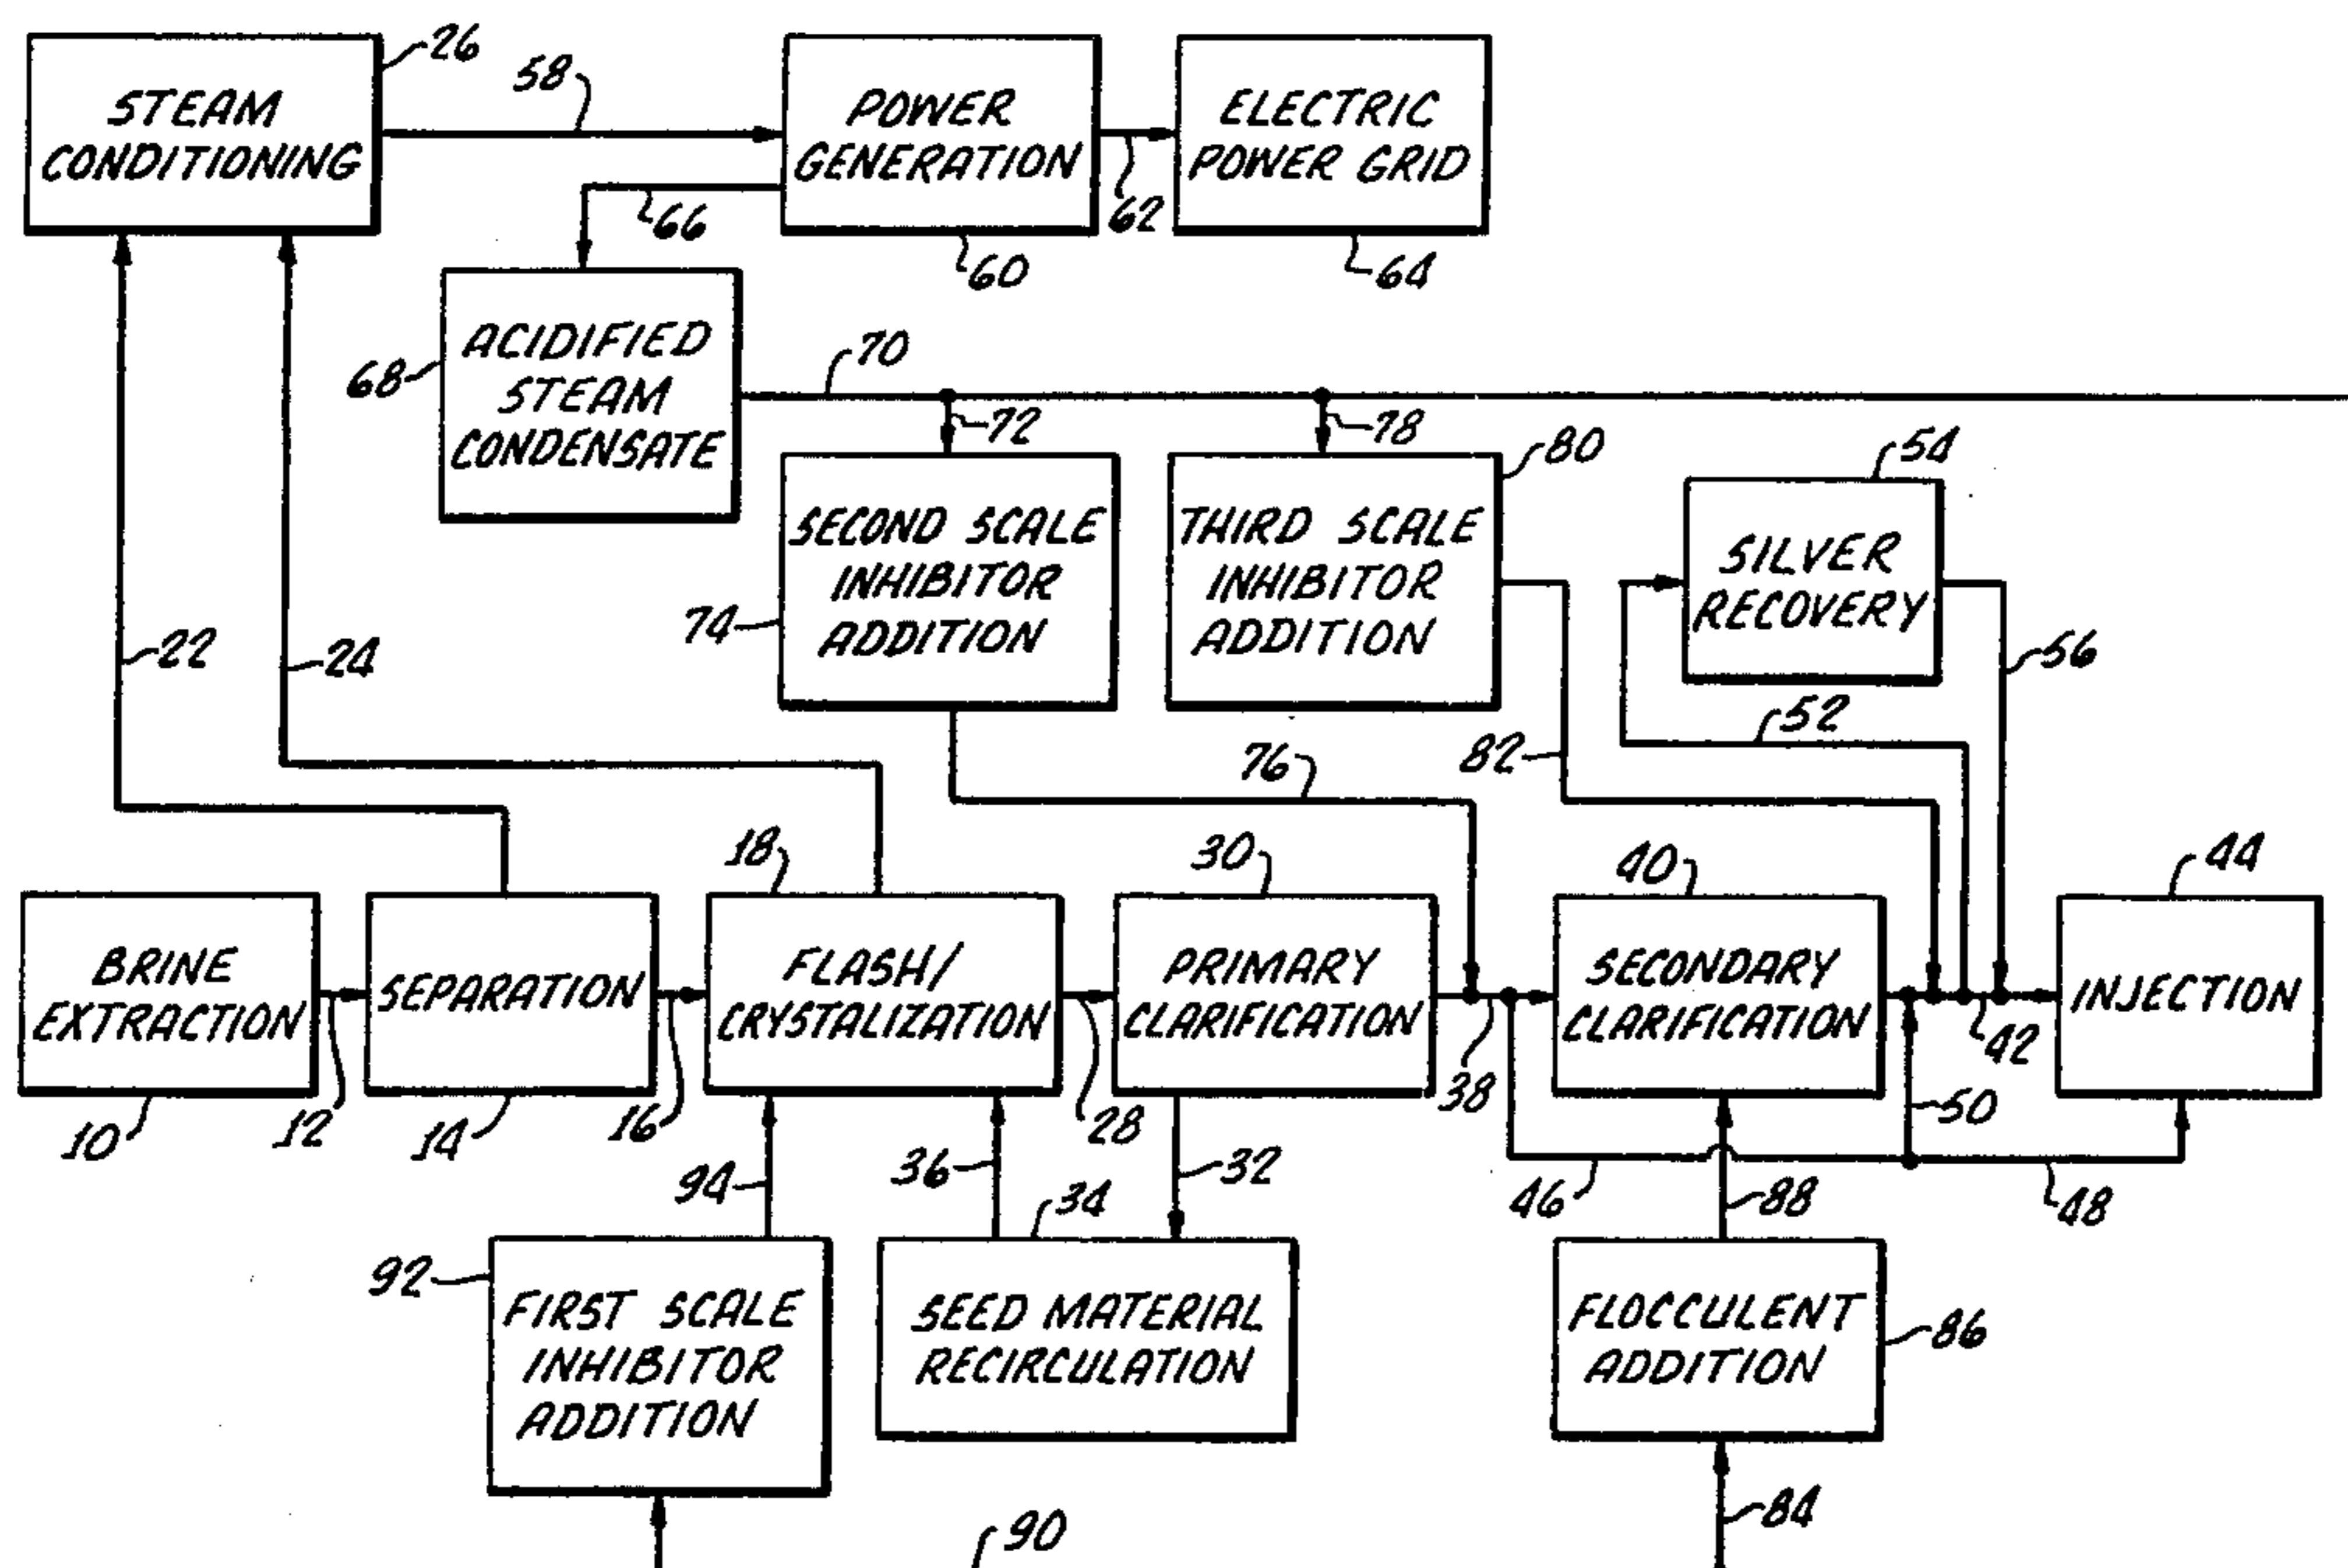 26
STEAM
CONDITIONING
58
POWER
GENERATION
ELECTRIC
POWER GRID
66
62
60
64
ACIDIFIED
STEAM
CONDENSATE
68
70
72
78
80
54
SECOND SCALE
INHIBITOR
ADDITION
74
THIRD SCALE
INHIBITOR
ADDITION
SILVER
RECOVERY
56
22
24
52
76
82
18
30
40
44
BRINE
EXTRACTION
SEPARATION
FLASH/
CRYSTALIZATION
PRIMARY
CLARIFICATION
SECONDARY
CLARIFICATION
INJECTION
10
12
14
16
28
38
42
50
94
36
32
46
88
48
34
92
FIRST SCALE
INHIBITOR
ADDITION
SEED MATERIAL
RECIRCULATION
FLOCCULENT
ADDITION
86
90
84